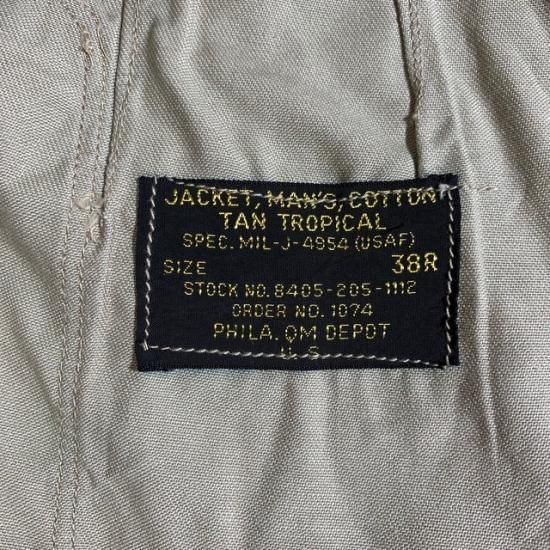 JACKET, MAN'S, COTTON
TAN TROPICAL
SPEC. MIL-J-4954 (USAF)
SIZE 38R
STOCK NO. 8405-205-1112
ORDER NO. 1074
PHILA. QM DEPOT
U S